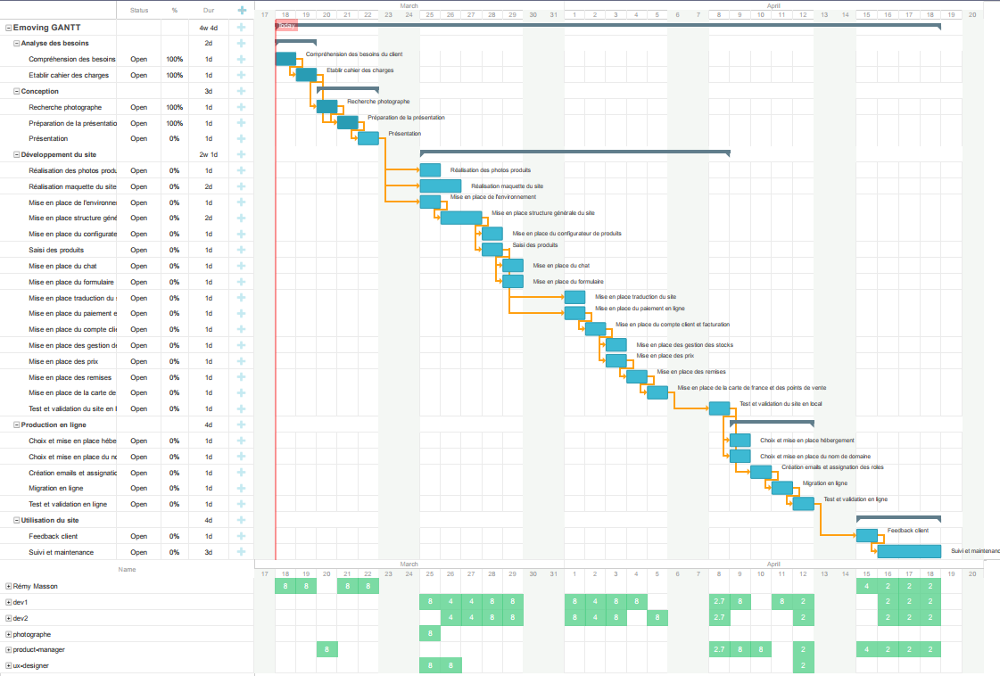 March April
Status % Dur
17 18 19 20 21 22 23 24 25 26 27 28 29 30 31 1 2 3 4 5 6 7 8 9 10 11 12 13 14 15 16 17 18 19 20
Emoving GANTT 4w 4d
Analyse des besoins 2d
Compréhension des besoins Open 100% 1d Compréhension des besoins du client
Etablir cahier des charges Open 100% 1d Etablir cahier des charges
Conception 3d
Recherche photographe Open 100% 1d Recherche photographe
Préparation de la présentatio Open 100% 1d Préparation de la présentation
Présentation Open 0% 1d Présentation
Développement du site 2w 1d
Réalisation des photos produ Open 0% 1d Réalisation des photos produits
Réalisation maquette du site Open 0% 2d Réalisation maquette du site
Mise en place de l'environne Open 0% 1d Mise en place de l'environnement
Mise en place structure géné Open 0% 2d Mise en place structure générale du site
Mise en place du configurate Open 0% 1d Mise en place du configurateur de produits
Saisi des produits Open 0% 1d Saisi des produits
Mise en place du chat Open 0% 1d Mise en place du chat
Mise en place du formulaire Open 0% 1d Mise en place du formulaire
Mise en place traduction du Open 0% 1d Mise en place traduction du site
Mise en place du paiement e Open 0% 1d Mise en place du paiement en ligne
Mise en place du compte clie Open 0% 1d Mise en place du compte client et facturation
Mise en place des gestion de Open 0% 1d Mise en place des gestion des stocks
Mise en place des prix Open 0% 1d Mise en place des prix
Mise en place des remises Open 0% 1d Mise en place des remises
Mise en place de la carte de Open 0% 1d Mise en place de la carte de france et des points de vente
Test et validation du site en l Open 0% 1d Test et validation du site en local
Production en ligne 4d
Choix et mise en place hébe Open 0% 1d Choix et mise en place hébergement
Choix et mise en place du no Open 0% 1d Choix et mise en place du nom de domaine
Création emails et assignatic Open 0% 1d Création emails et assignation des roles
Migration en ligne Open 0% 1d Migration en ligne
Test et validation en ligne Open 0% 1d Test et validation en ligne
Utilisation du site 4d
Feedback client Open 0% 1d Feedback client
Suivi et maintenance Open 0% 3d Suivi et maintenanc
Name March April
17 18 19 20 21 22 23 24 25 26 27 28 29 30 31 1 2 3 4 5 6 7 8 9 10 11 12 13 14 15 16 17 18 19 20
Rémy Masson 8 8 8 8 4 2 2 2
dev1 8 4 4 8 8 8 4 8 4 2.7 8 8 2 2 2 2
dev2 4 4 8 8 8 4 8 8 2.7 2 2 2 2
photographe 8
product-manager 8 2.7 8 8 2 4 2 2 2
ux-designer 8 8 2